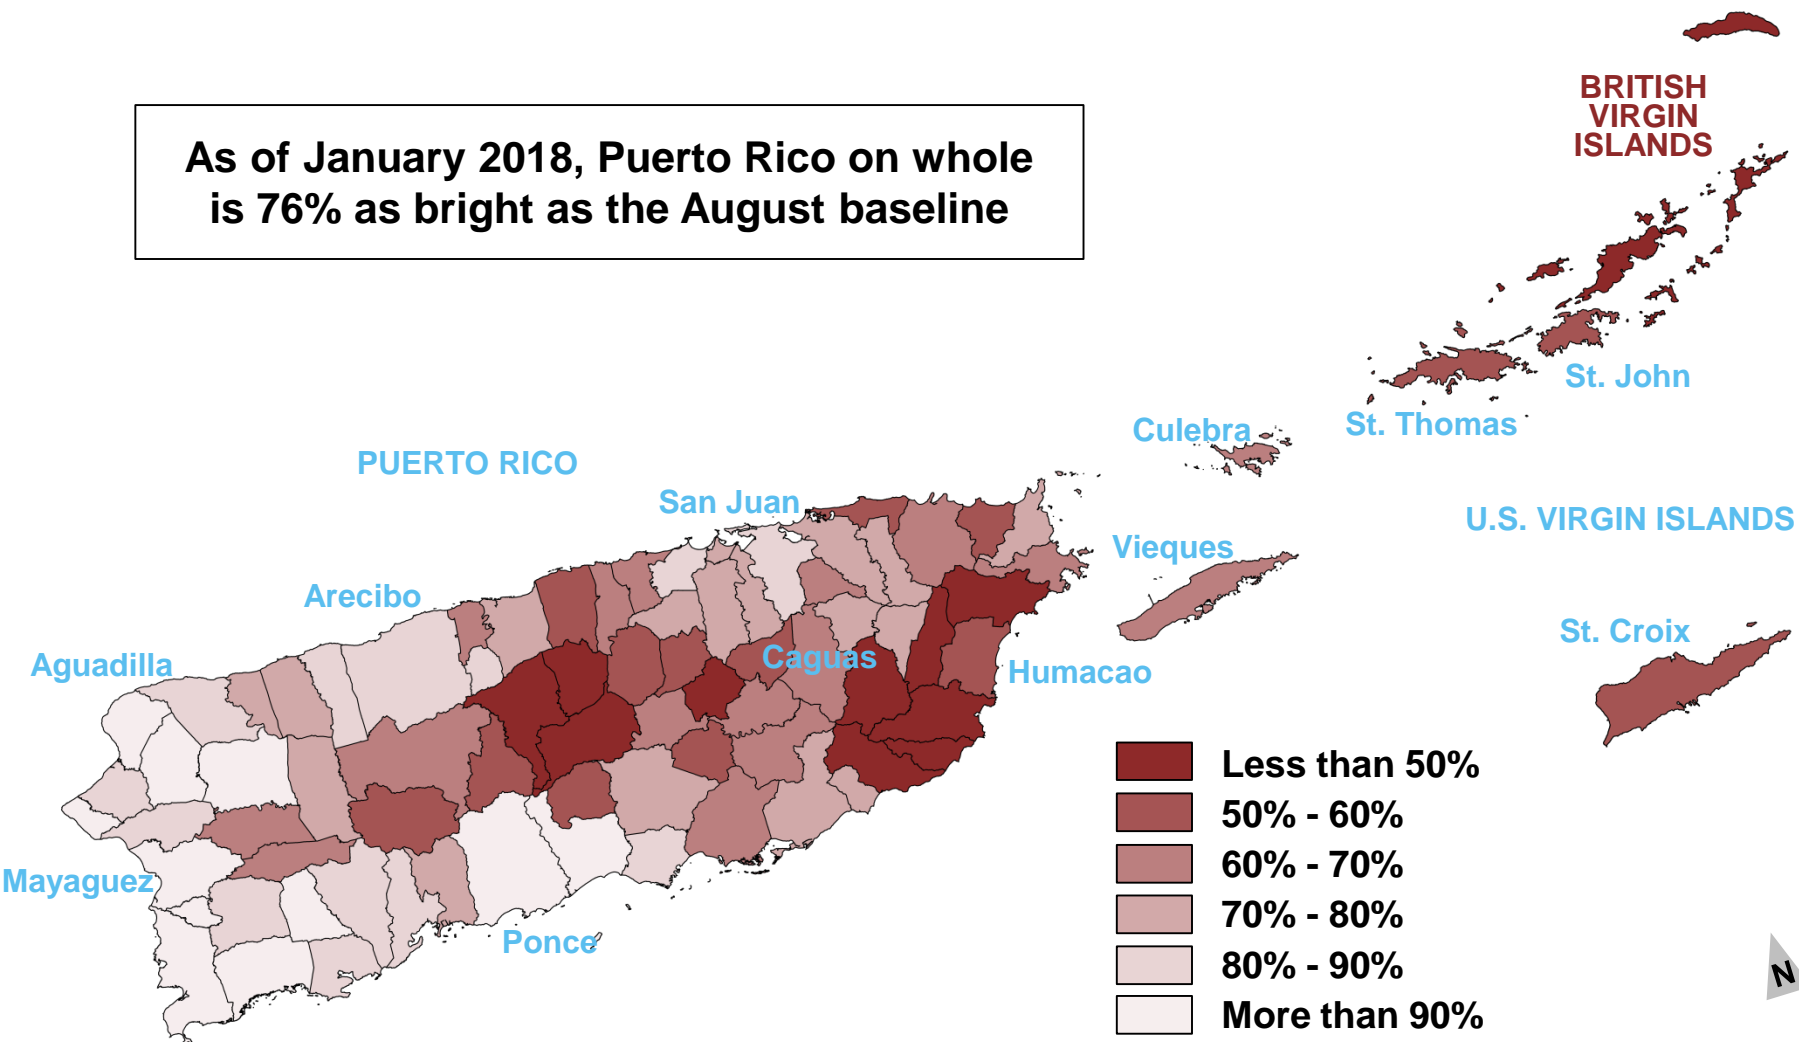 BRITISH
VIRGIN
ISLANDS
As of January 2018, Puerto Rico on whole
is 76% as bright as the August baseline
St. John
St. Thomas
Culebra
PUERTO RICO
San Juan
U.S. VIRGIN ISLANDS
Vieques
Arecibo
St. Croix
Aguadilla
Caguas
Humacao
Mayaguez
Ponce
Less than 50%
50% - 60%
60% - 70%
70% - 80%
80% - 90%
More than 90%
N